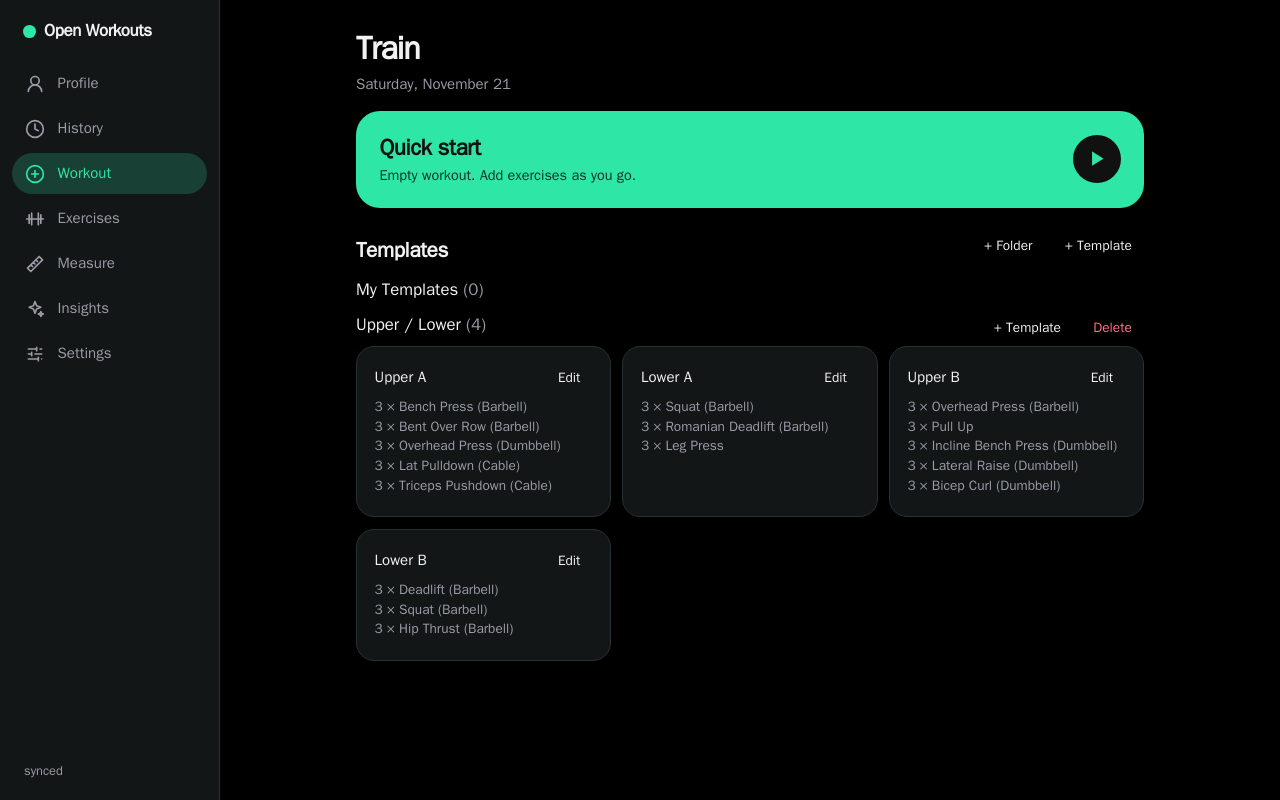 Open Workouts
Profile
History
Workout
Exercises
Measure
Insights
Settings
synced
Train
Saturday, November 21
Quick start
Empty workout. Add exercises as you go.
Templates
+ Folder
+ Template
My Templates (0)
Upper / Lower (4)
+ Template
Delete
Upper A
Edit
3 × Bench Press (Barbell)
3 × Bent Over Row (Barbell)
3 × Overhead Press (Dumbbell)
3 × Lat Pulldown (Cable)
3 × Triceps Pushdown (Cable)
Lower A
Edit
3 × Squat (Barbell)
3 × Romanian Deadlift (Barbell)
3 × Leg Press
Upper B
Edit
3 × Overhead Press (Barbell)
3 × Pull Up
3 × Incline Bench Press (Dumbbell)
3 × Lateral Raise (Dumbbell)
3 × Bicep Curl (Dumbbell)
Lower B
Edit
3 × Deadlift (Barbell)
3 × Squat (Barbell)
3 × Hip Thrust (Barbell)